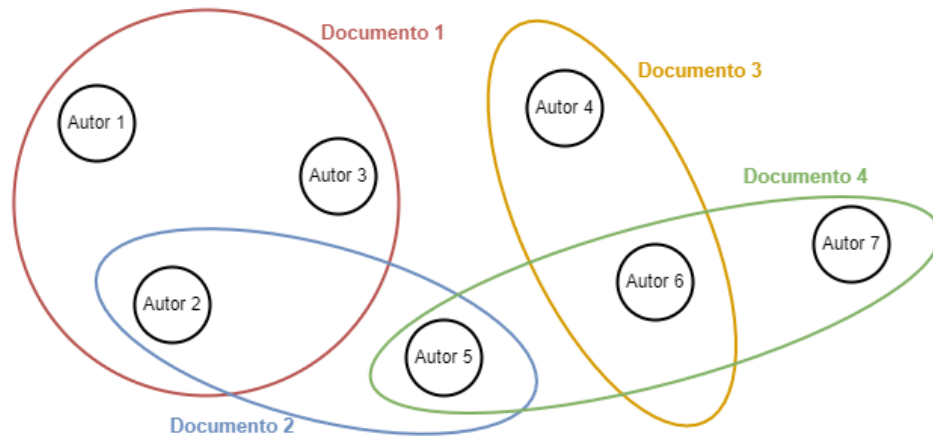 Documento 1
Documento 3
Autor 4
Autor 1
Autor 3
Documento 4
Autor 7
Autor 6
Autor 2
Autor 5
Documento 2